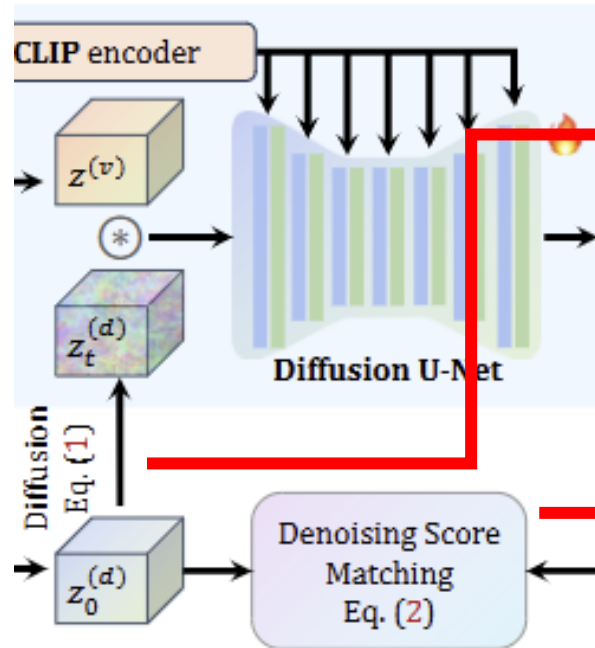 CLIP encoder
z^(v)
*
z_t^(d)
Diffusion U-Net
Diffusion
Eq. (1)
z_0^(d)
Denoising Score
Matching
Eq. (2)